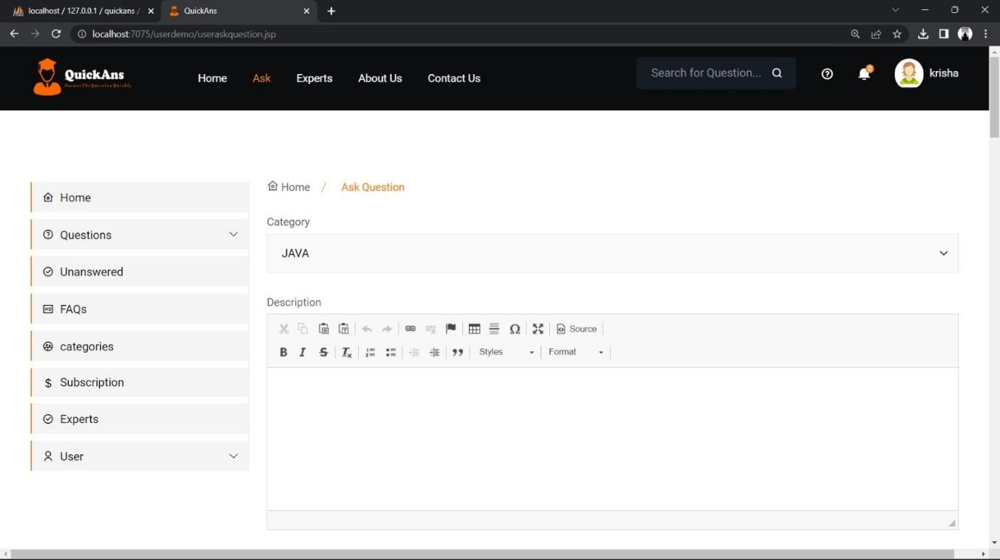 localhost / 127.0.0.1 / quickans /
QuickAns
localhost:7075/userdemo/useraskquestion.jsp
QuickAns
Answer The Question Quickly
Home
Ask
Experts
About Us
Contact Us
Search for Question...
0
krisha
Home
Questions
Unanswered
FAQs
categories
$ Subscription
Experts
User
Home / Ask Question
Category
JAVA
Description
Source
B I S Ix Styles Format